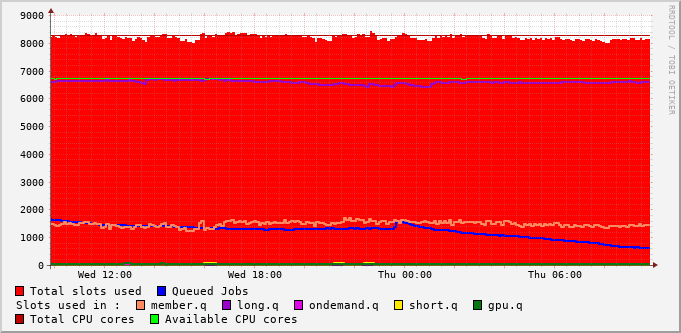 9000
8000
7000
6000
5000
4000
3000
2000
1000
0
Wed 12:00 Wed 18:00 Thu 00:00 Thu 06:00
RRDTOOL / TOBI OETIKER
Total slots used Queued Jobs
Slots used in : member.q long.q ondemand.q short.q gpu.q
Total CPU cores Available CPU cores